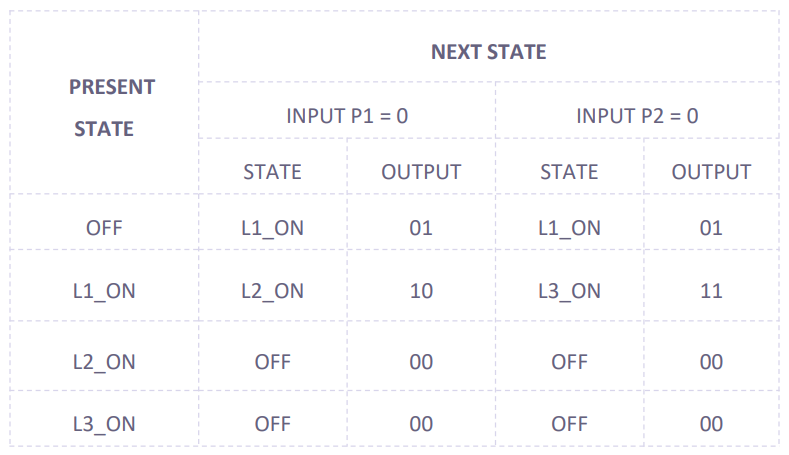 PRESENT
STATE
NEXT STATE
INPUT P1 = 0
INPUT P2 = 0
STATE
OUTPUT
STATE
OUTPUT
OFF
L1_ON
01
L1_ON
01
L1_ON
L2_ON
10
L3_ON
11
L2_ON
OFF
00
OFF
00
L3_ON
OFF
00
OFF
00